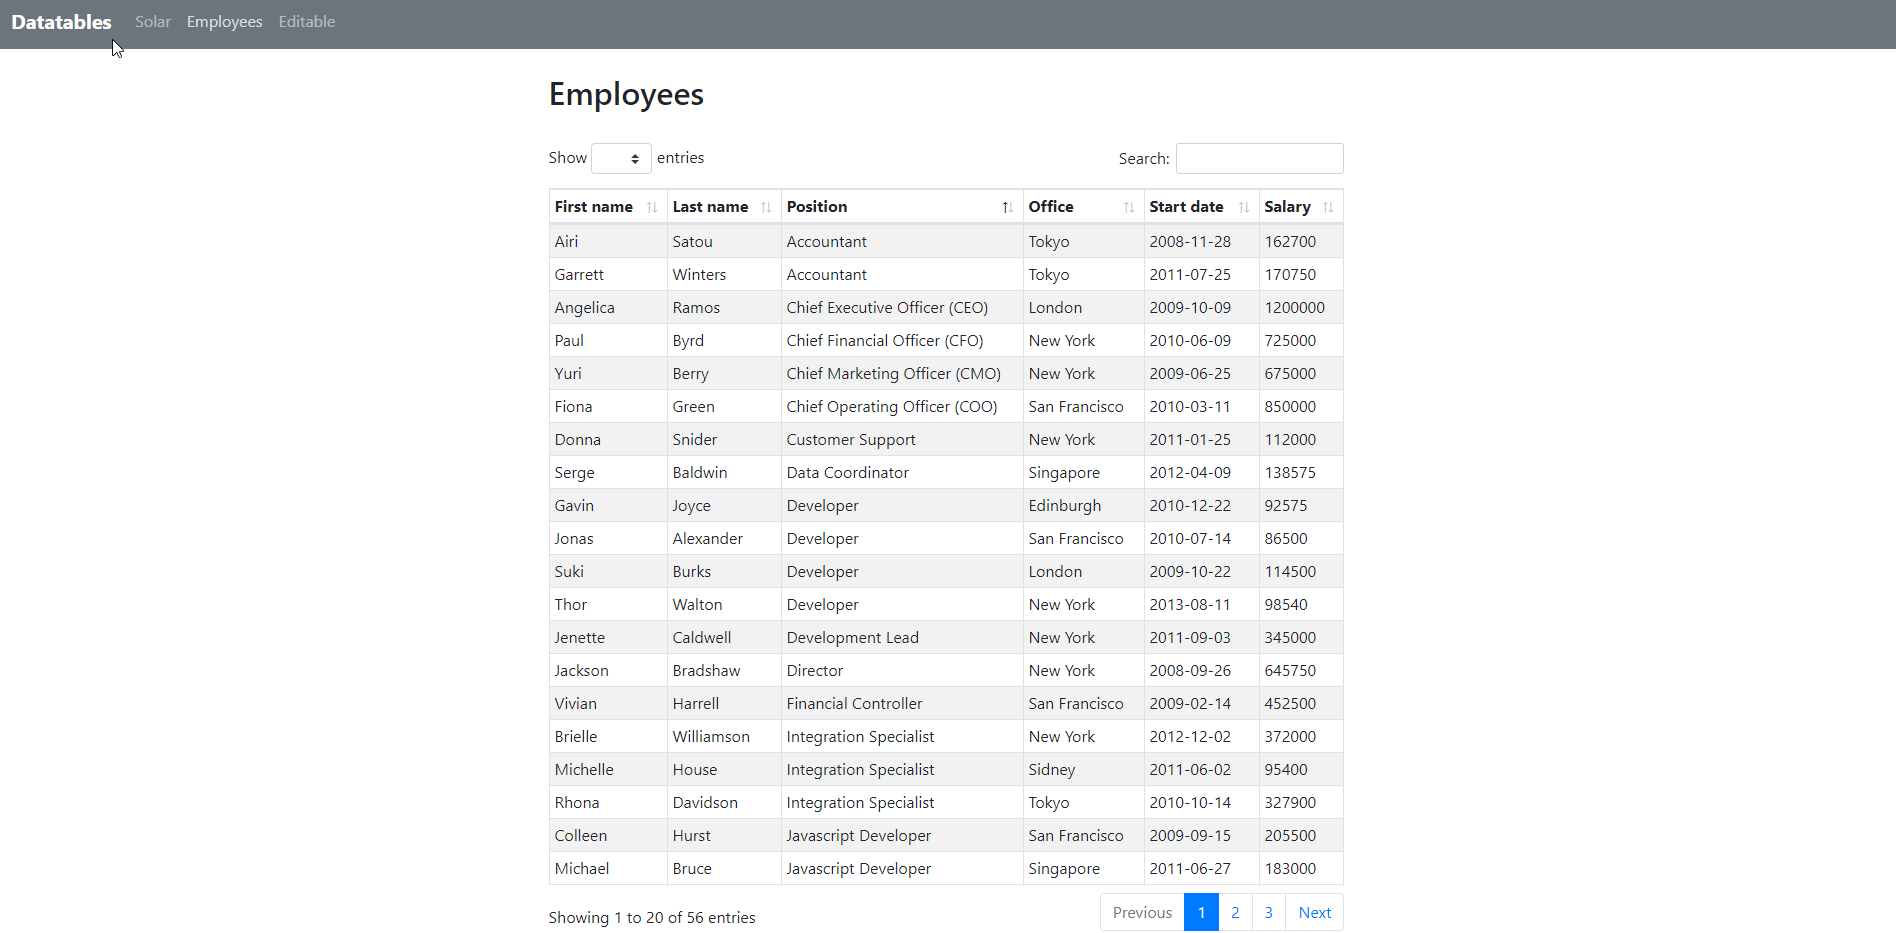 Datatables Solar Employees Editable
Employees
Show entries Search:
First name Last name Position Office Start date Salary
Airi Satou Accountant Tokyo 2008-11-28 162700
Garrett Winters Accountant Tokyo 2011-07-25 170750
Angelica Ramos Chief Executive Officer (CEO) London 2009-10-09 1200000
Paul Byrd Chief Financial Officer (CFO) New York 2010-06-09 725000
Yuri Berry Chief Marketing Officer (CMO) New York 2009-06-25 675000
Fiona Green Chief Operating Officer (COO) San Francisco 2010-03-11 850000
Donna Snider Customer Support New York 2011-01-25 112000
Serge Baldwin Data Coordinator Singapore 2012-04-09 138575
Gavin Joyce Developer Edinburgh 2010-12-22 92575
Jonas Alexander Developer San Francisco 2010-07-14 86500
Suki Burks Developer London 2009-10-22 114500
Thor Walton Developer New York 2013-08-11 98540
Jenette Caldwell Development Lead New York 2011-09-03 345000
Jackson Bradshaw Director New York 2008-09-26 645750
Vivian Harrell Financial Controller San Francisco 2009-02-14 452500
Brielle Williamson Integration Specialist New York 2012-12-02 372000
Michelle House Integration Specialist Sidney 2011-06-02 95400
Rhona Davidson Integration Specialist Tokyo 2010-10-14 327900
Colleen Hurst Javascript Developer San Francisco 2009-09-15 205500
Michael Bruce Javascript Developer Singapore 2011-06-27 183000
Showing 1 to 20 of 56 entries Previous 1 2 3 Next